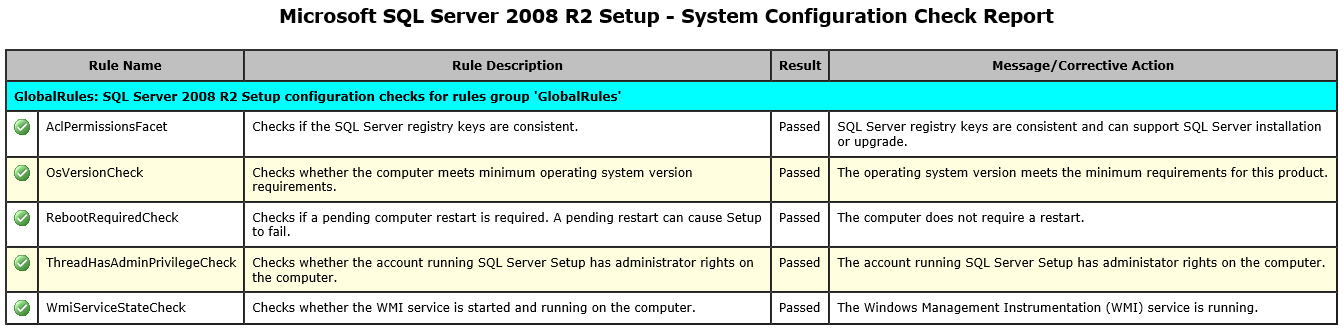 Microsoft SQL Server 2008 R2 Setup - System Configuration Check Report
Rule Name
Rule Description
Result
Message/Corrective Action
GlobalRules: SQL Server 2008 R2 Setup configuration checks for rules group 'GlobalRules'
AclPermissionsFacet
Checks if the SQL Server registry keys are consistent.
Passed
SQL Server registry keys are consistent and can support SQL Server installation
or upgrade.
OsVersionCheck
Checks whether the computer meets minimum operating system version
requirements.
Passed
The operating system version meets the minimum requirements for this product.
RebootRequiredCheck
Checks if a pending computer restart is required. A pending restart can cause Setup
to fail.
Passed
The computer does not require a restart.
ThreadHasAdminPrivilegeCheck
Checks whether the account running SQL Server Setup has administrator rights on
the computer.
Passed
The account running SQL Server Setup has administator rights on the computer.
WmiServiceStateCheck
Checks whether the WMI service is started and running on the computer.
Passed
The Windows Management Instrumentation (WMI) service is running.